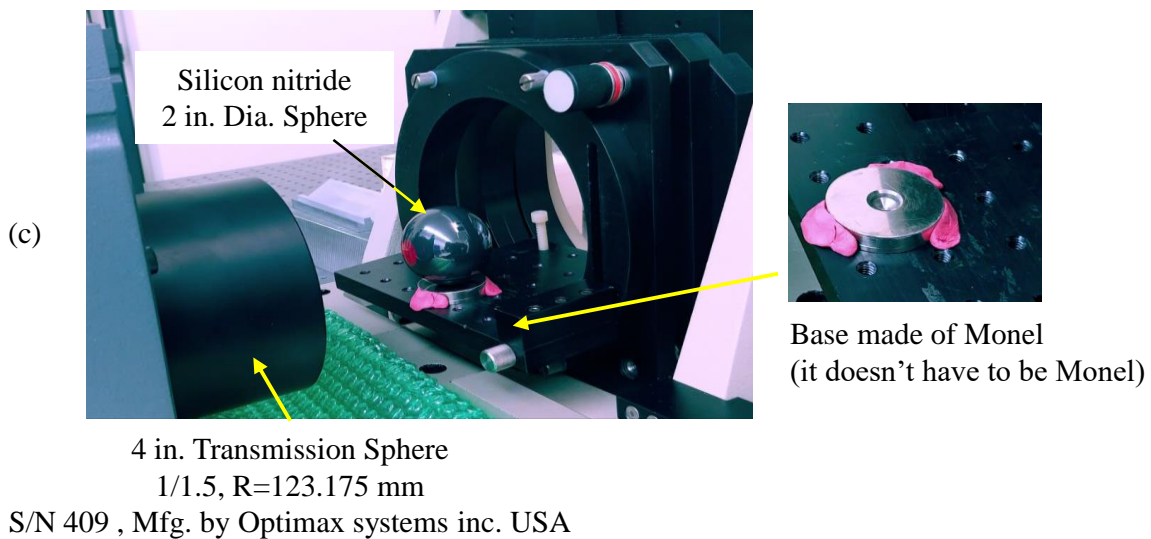 Silicon nitride
2 in. Dia. Sphere
(c)
Base made of Monel
(it doesn’t have to be Monel)
4 in. Transmission Sphere
1/1.5, R=123.175 mm
S/N 409 , Mfg. by Optimax systems inc. USA